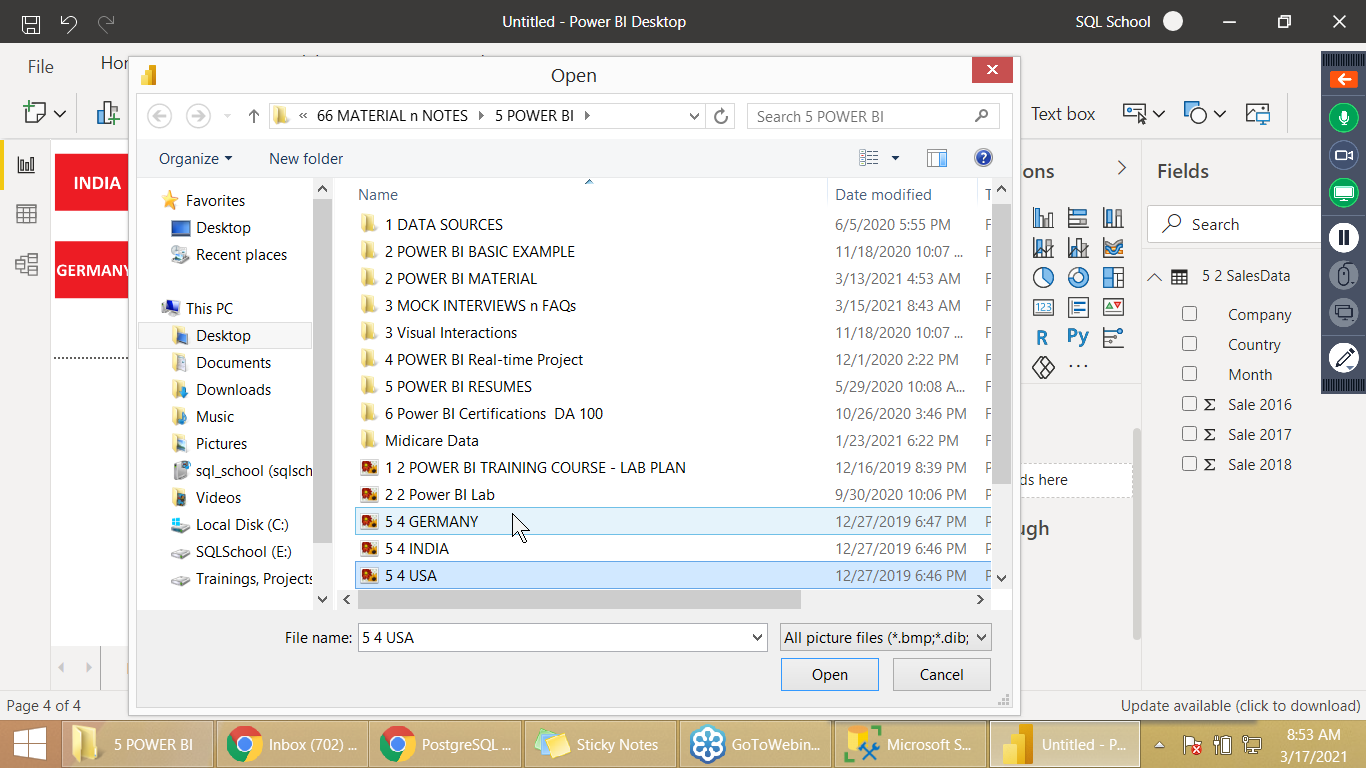 Untitled - Power BI Desktop
SQL School
File
Hor
Open
66 MATERIAL n NOTES
5 POWER BI
Search 5 POWER BI
Text box
Organize
New folder
INDIA
GERMANY
Favorites
Desktop
Recent places
This PC
Desktop
Documents
Downloads
Music
Pictures
sql_school (sqlsch
Videos
Local Disk (C:)
SQLSchool (E:)
Trainings, Projects
Name Date modified T
1 DATA SOURCES 6/5/2020 5:55 PM F
2 POWER BI BASIC EXAMPLE 11/18/2020 10:07 ... F
2 POWER BI MATERIAL 3/13/2021 4:53 AM F
3 MOCK INTERVIEWS n FAQs 3/15/2021 8:43 AM F
3 Visual Interactions 11/18/2020 10:07 ... F
4 POWER BI Real-time Project 12/1/2020 2:22 PM F
5 POWER BI RESUMES 5/29/2020 10:08 A... F
6 Power BI Certifications DA 100 10/26/2020 3:46 PM F
Midicare Data 1/23/2021 6:22 PM F
1 2 POWER BI TRAINING COURSE - LAB PLAN 12/16/2019 8:39 PM P
2 2 Power BI Lab 9/30/2020 10:06 PM P
5 4 GERMANY 12/27/2019 6:47 PM P
5 4 INDIA 12/27/2019 6:46 PM P
5 4 USA 12/27/2019 6:46 PM P
File name: 5 4 USA
All picture files (*.bmp;*.dib;
Open
Cancel
ons
123
R
Py
...
ds here
ugh
Fields
Search
5 2 SalesData
Company
Country
Month
Σ Sale 2016
Σ Sale 2017
Σ Sale 2018
Page 4 of 4
Update available (click to download)
5 POWER BI
Inbox (702) ...
PostgreSQL ...
Sticky Notes
GoToWebin...
Microsoft S...
Untitled - P...
8:53 AM
3/17/2021